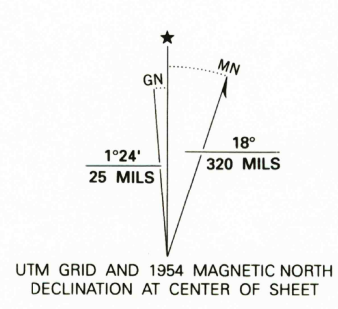 ★
MN
GN
1°24'
25 MILS
18°
320 MILS
UTM GRID AND 1954 MAGNETIC NORTH
DECLINATION AT CENTER OF SHEET